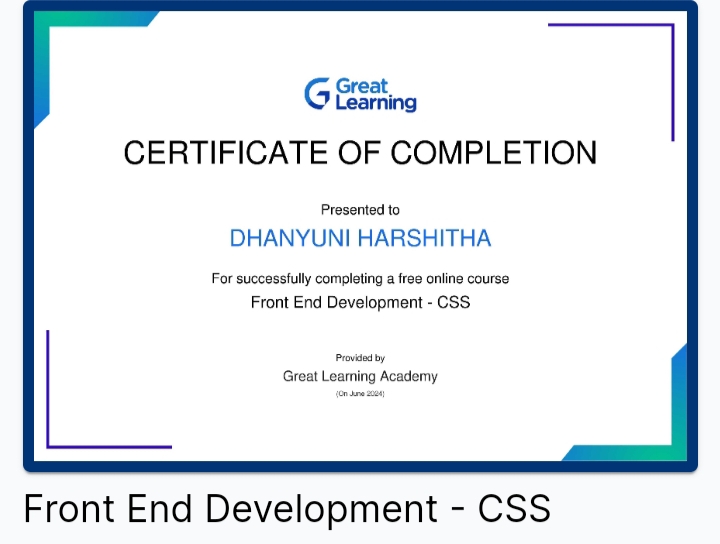 Great
Learning
CERTIFICATE OF COMPLETION
Presented to
DHANYUNI HARSHITHA
For successfully completing a free online course
Front End Development - CSS
Provided by
Great Learning Academy
(On June 2024)
Front End Development - CSS